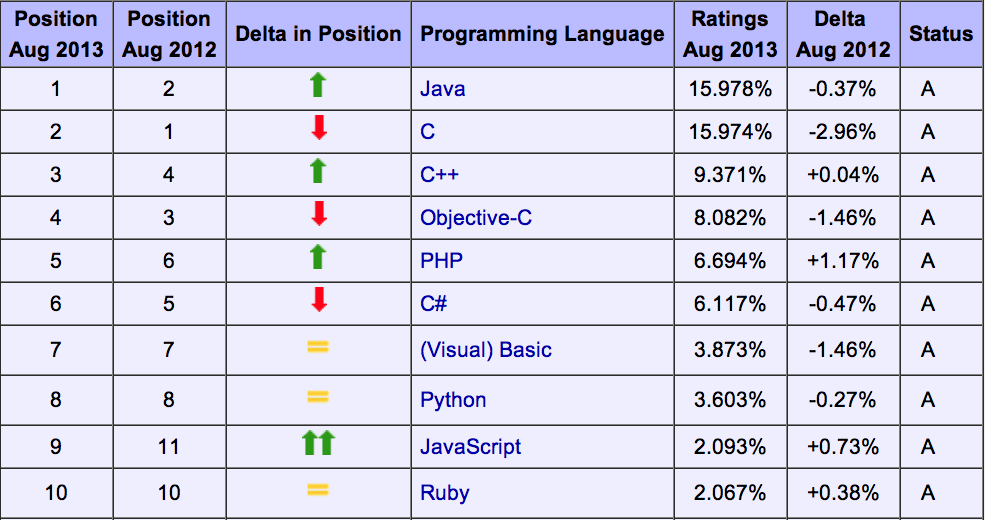 Position Aug 2013 Position Aug 2012 Delta in Position Programming Language Ratings Aug 2013 Delta Aug 2012 Status
1 2 Java 15.978% -0.37% A
2 1 C 15.974% -2.96% A
3 4 C++ 9.371% +0.04% A
4 3 Objective-C 8.082% -1.46% A
5 6 PHP 6.694% +1.17% A
6 5 C# 6.117% -0.47% A
7 7 = (Visual) Basic 3.873% -1.46% A
8 8 = Python 3.603% -0.27% A
9 11 JavaScript 2.093% +0.73% A
10 10 = Ruby 2.067% +0.38% A